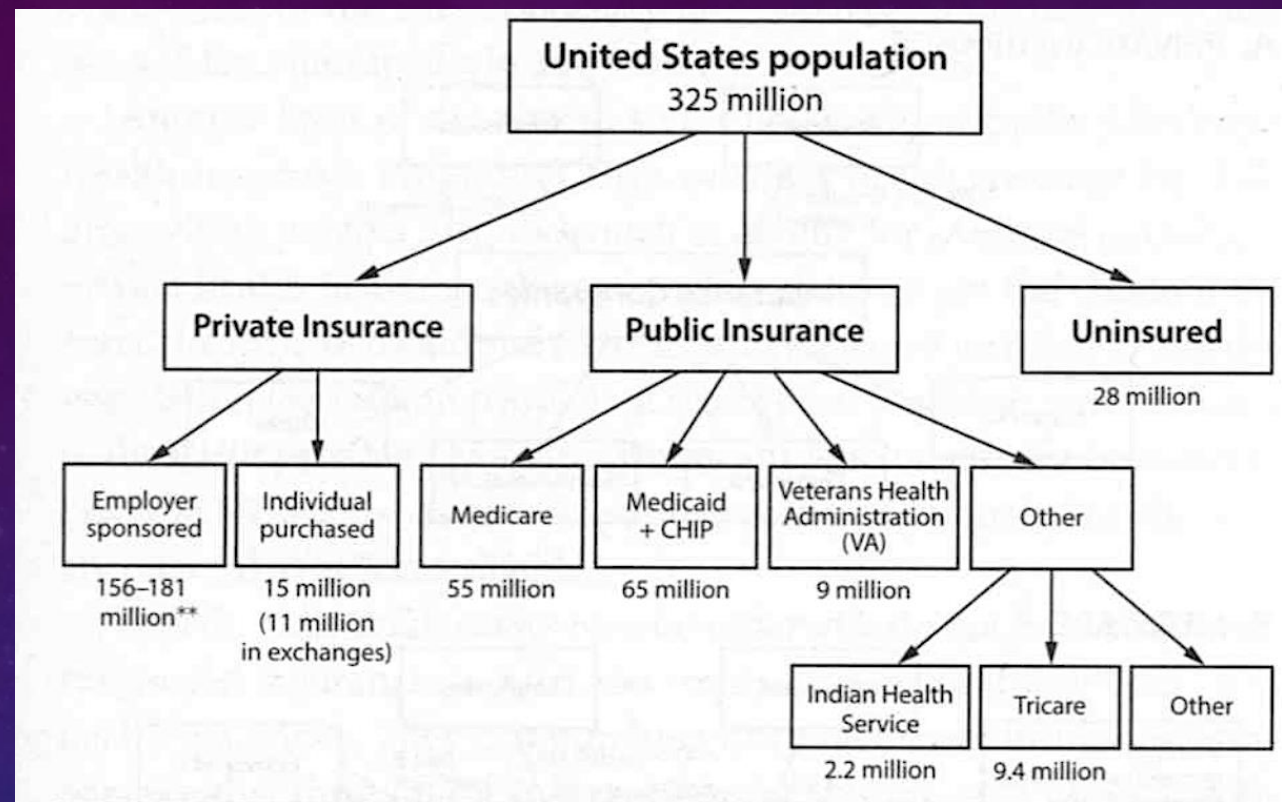 United States population
325 million
Private Insurance
Public Insurance
Uninsured
28 million
Employer
sponsored
156–181
million**
Individual
purchased
15 million
(11 million
in exchanges)
Medicare
55 million
Medicaid
+ CHIP
65 million
Veterans Health
Administration
(VA)
9 million
Other
Indian Health
Service
2.2 million
Tricare
9.4 million
Other